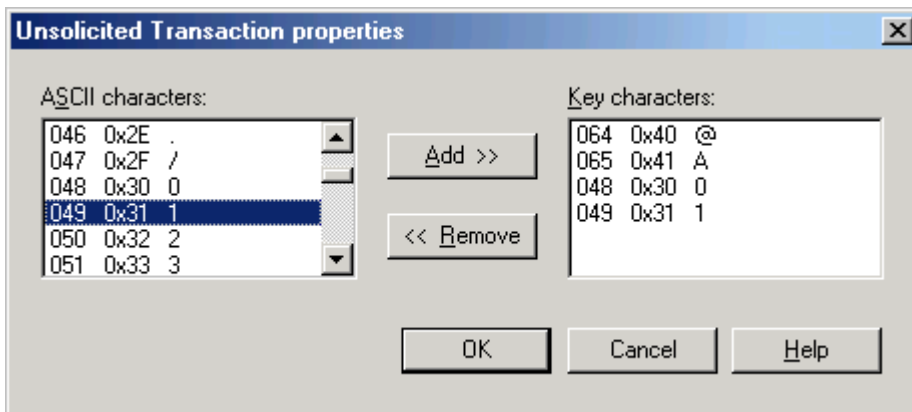 Unsolicited Transaction properties
ASCII characters:
046 0x2E .
047 0x2F /
048 0x30 0
049 0x31 1
050 0x32 2
051 0x33 3
Add >>
<< Remove
Key characters:
064 0x40 @
065 0x41 A
048 0x30 0
049 0x31 1
OK
Cancel
Help